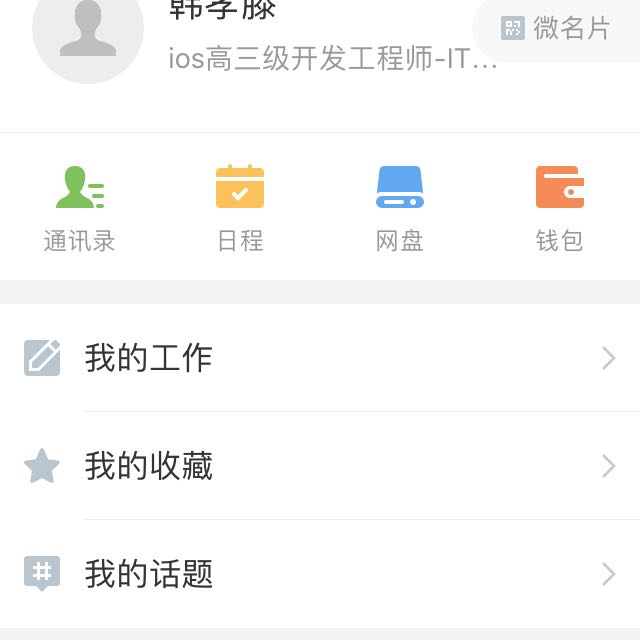 韩孝滕
微名片
ios高三级开发工程师-IT...
通讯录
日程
网盘
钱包
我的工作
我的收藏
我的话题